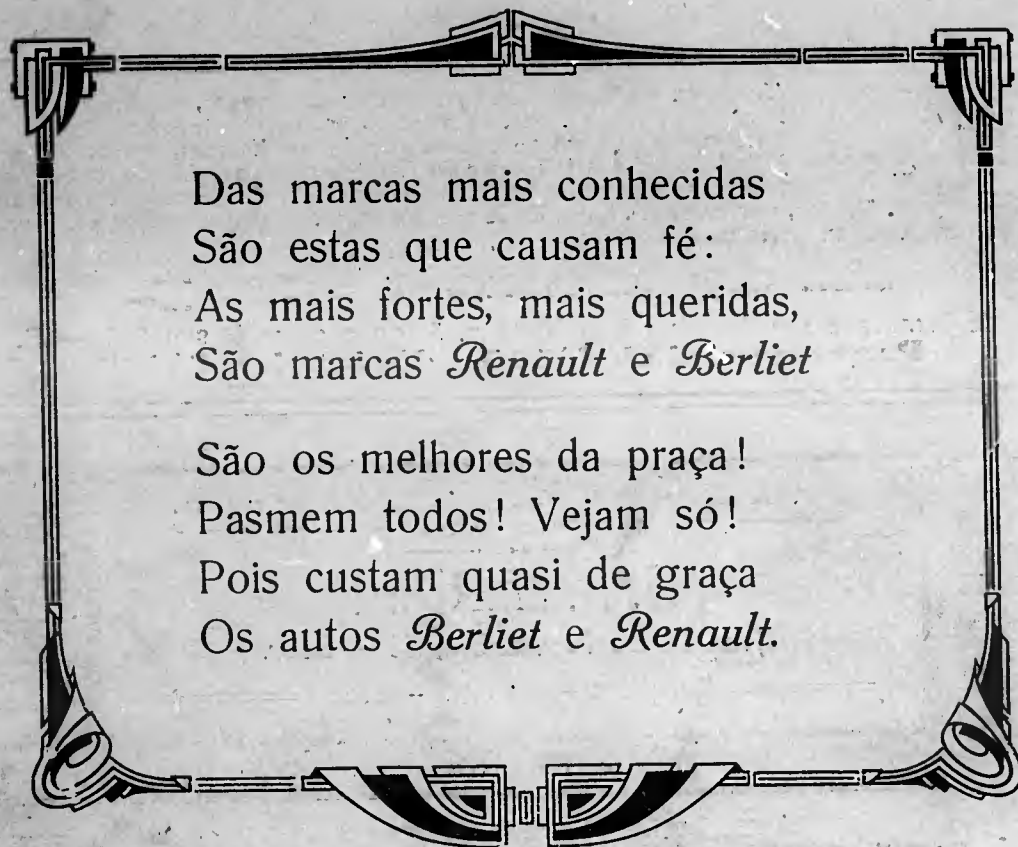 Das marcas mais conhecidas
São estas que causam fé:
As mais fortes, mais queridas,
São marcas Renault e Berliet
São os melhores da praça!
Pasmem todos! Vejam só!
Pois custam quasi de graça
Os autos Berliet e Renault.